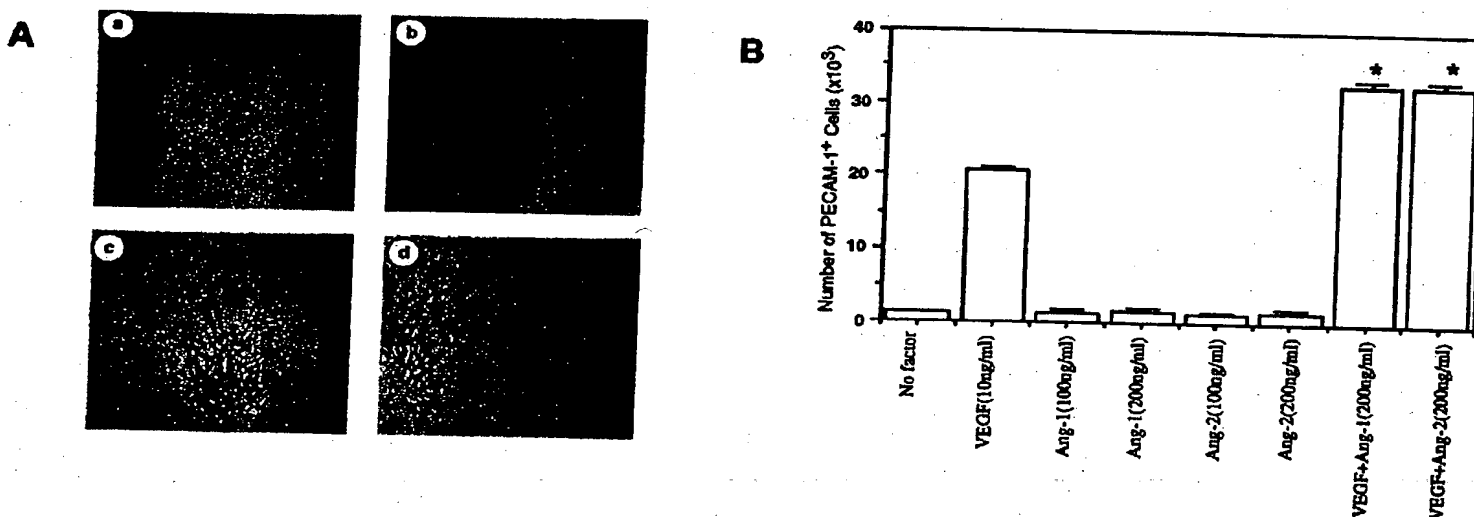 A
a
b
c
d
B
Number of PECAM-1+ Cells (x10³)
40
30
20
10
0
* *
No factor
VEGF(10ng/ml)
Ang-1(100ng/ml)
Ang-1(200ng/ml)
Ang-2(100ng/ml)
Ang-2(200ng/ml)
VEGF+Ang-1(200ng/ml)
VEGF+Ang-2(200ng/ml)